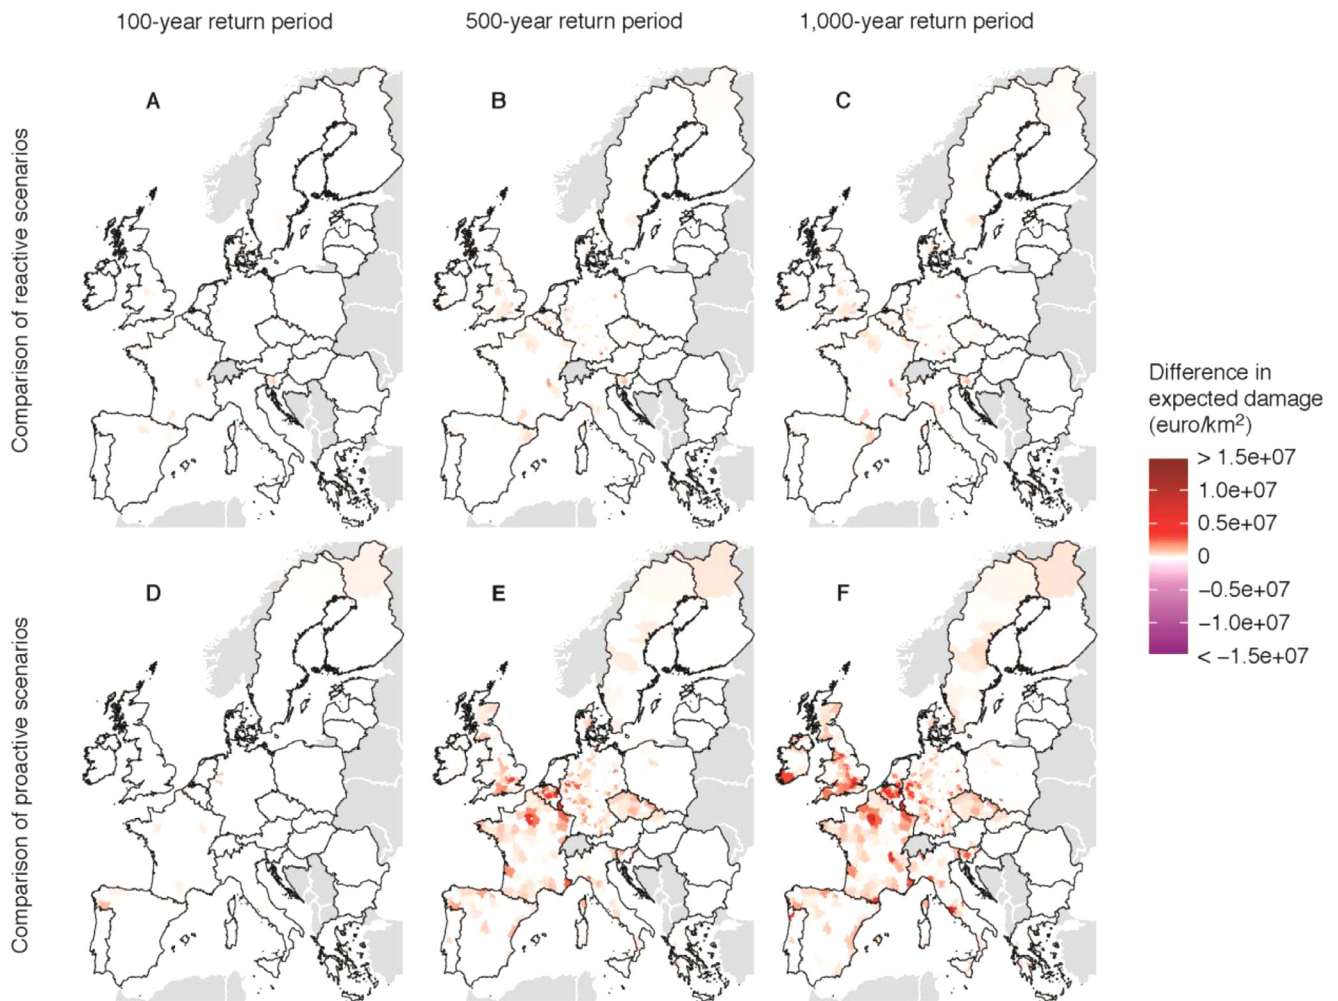 100-year return period
500-year return period
1,000-year return period
Comparison of reactive scenarios
A
B
C
Difference in
expected damage
(euro/km²)
> 1.5e+07
1.0e+07
0.5e+07
0
−0.5e+07
−1.0e+07
< −1.5e+07
Comparison of proactive scenarios
D
E
F